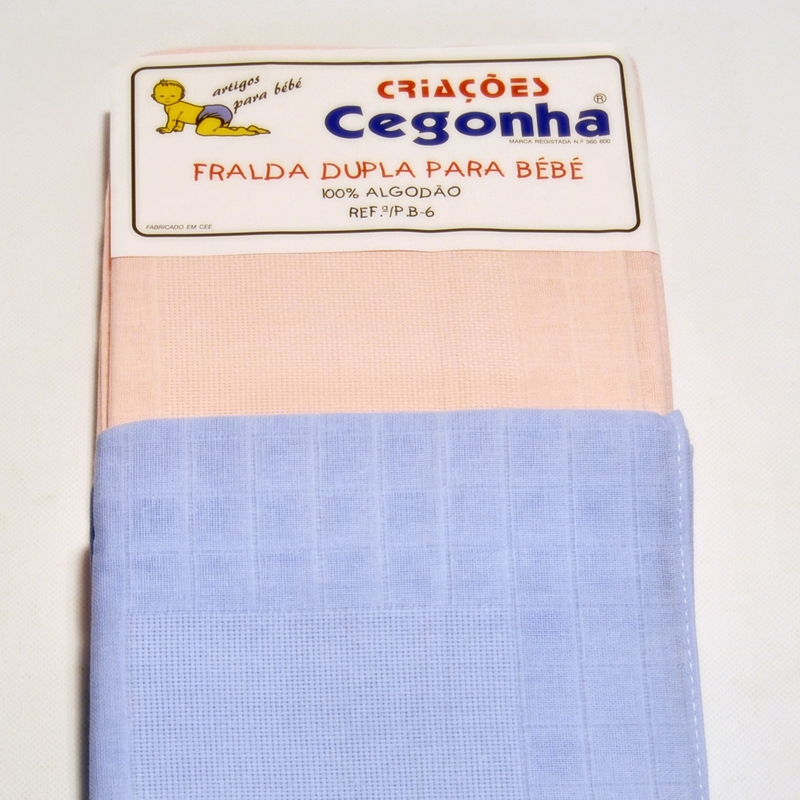 artigos
para bébé
CRiAÇÕES
Cegonha®
MARCA REGISTADA N.º 360 600
FRALDA DUPLA PARA BÉBÉ
100% ALGODÃO
REF.ª/P.B-6
FABRICADO EM CEE